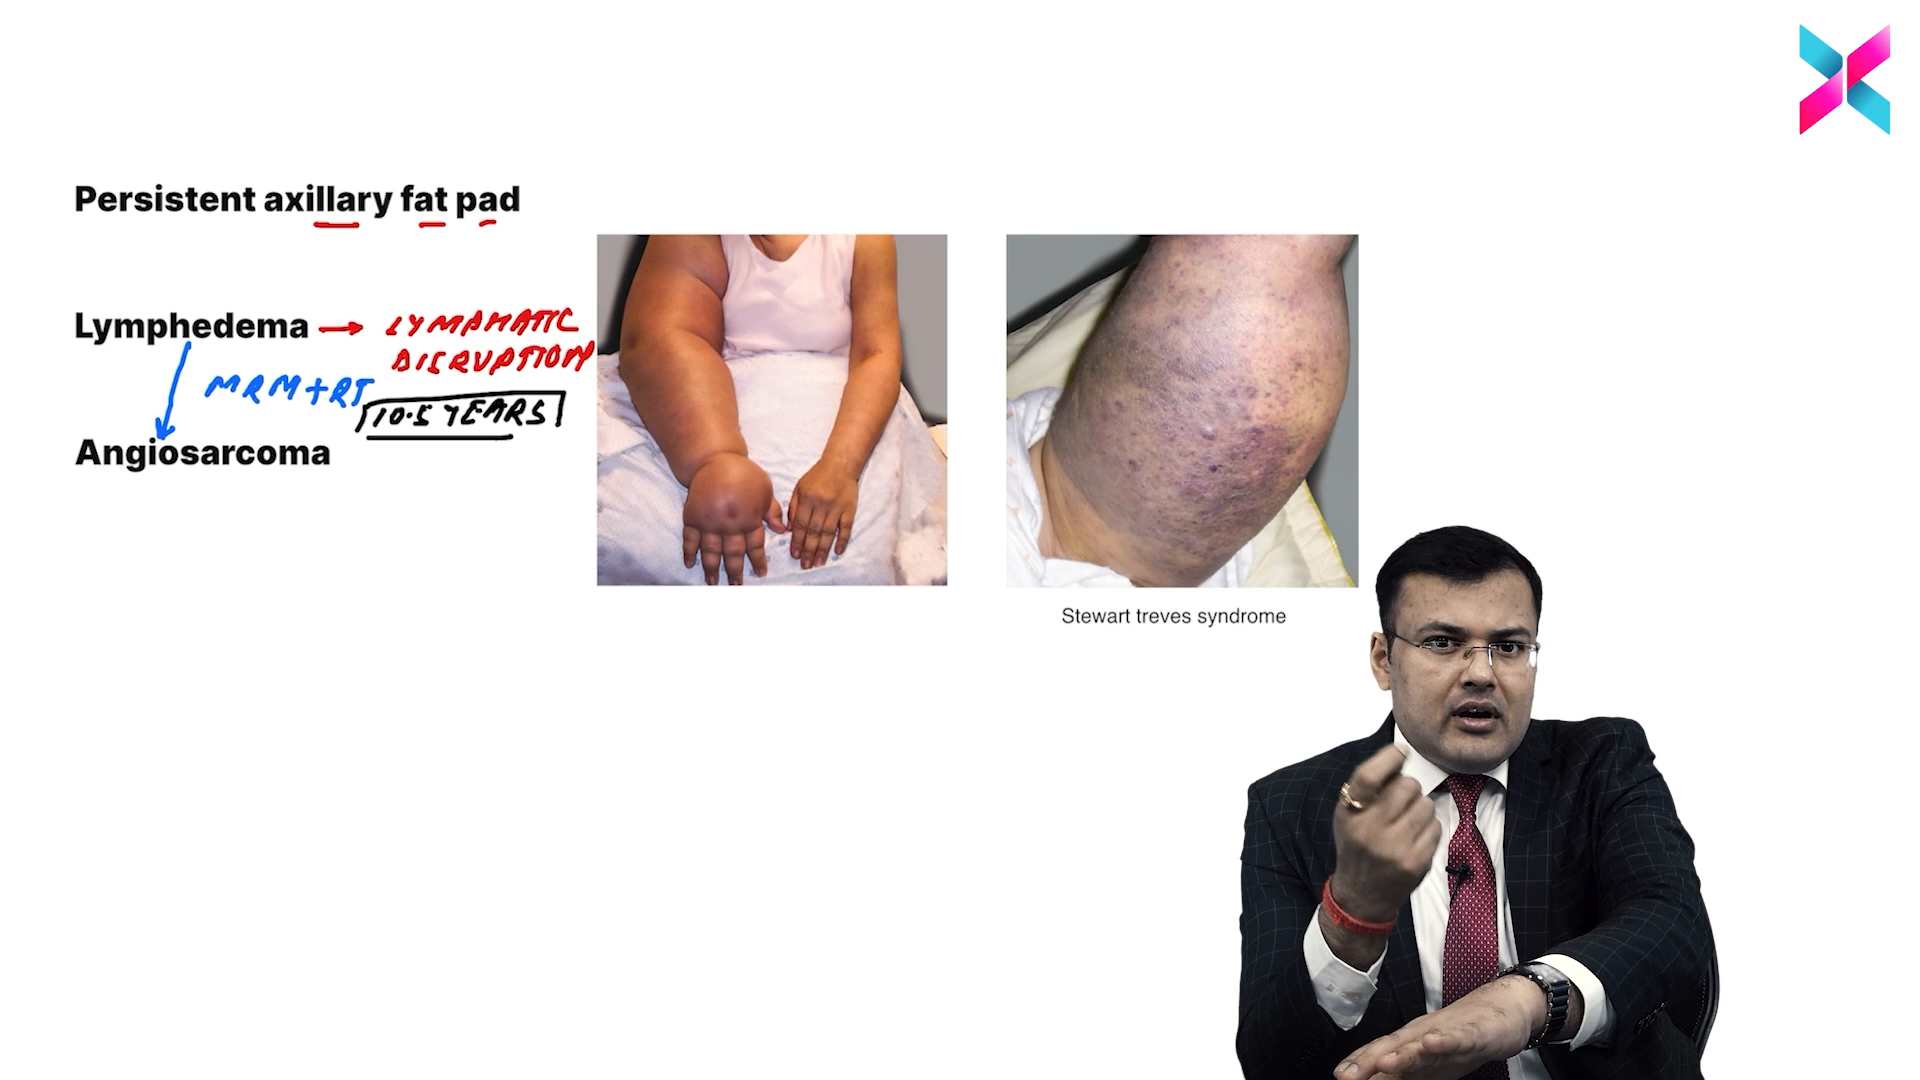 Persistent axillary fat pad
Lymphedema → LYMPHATIC
DISRUPTION
MRM+RT
10.5 YEARS
Angiosarcoma
Stewart treves syndrome